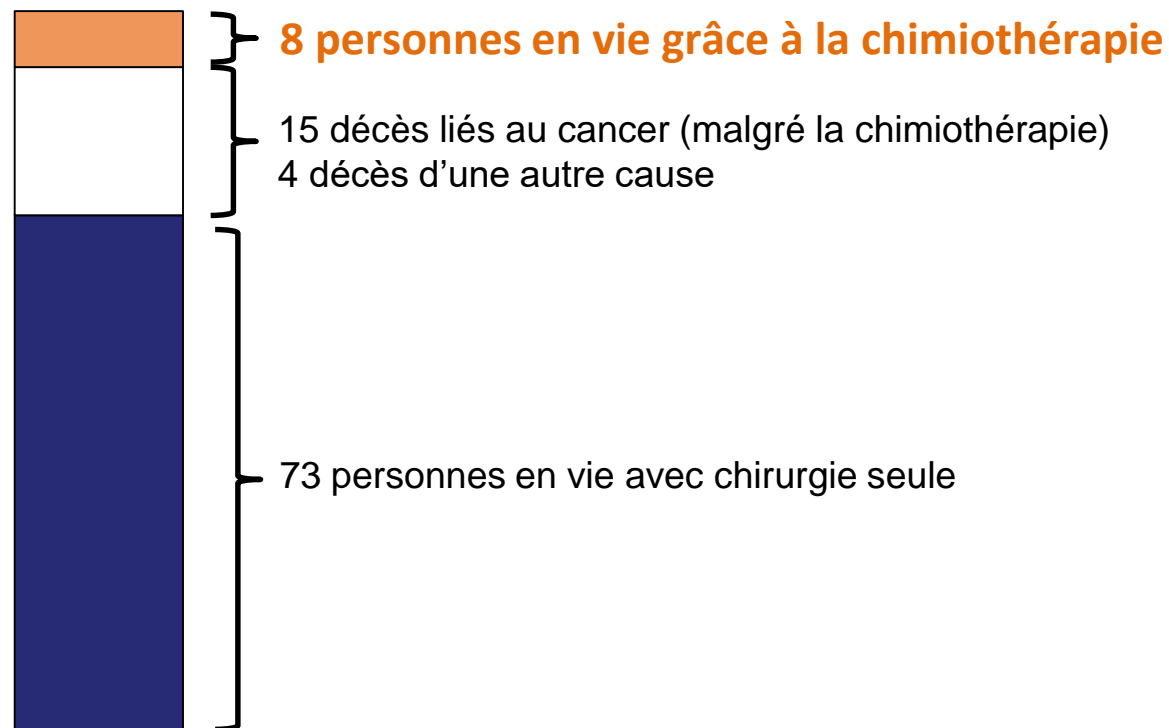 8 personnes en vie grâce à la chimiothérapie
15 décès liés au cancer (malgré la chimiothérapie)
4 décès d’une autre cause
73 personnes en vie avec chirurgie seule